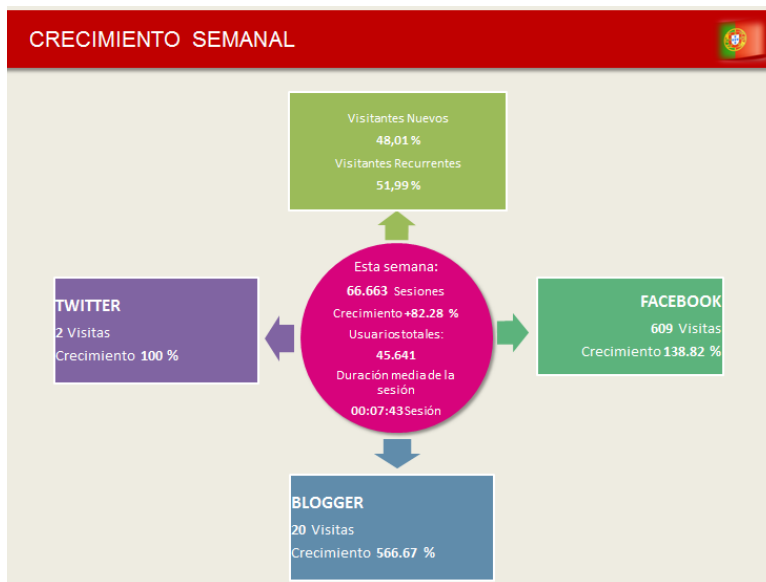 CRECIMIENTO SEMANAL
Visitantes Nuevos
48,01 %
Visitantes Recurrentes
51,99 %
Esta semana:
66.663 Sesiones
Crecimiento +82.28 %
Usuarios totales:
45.641
Duración media de la
sesión
00:07:43 Sesión
TWITTER
2 Visitas
Crecimiento 100 %
FACEBOOK
609 Visitas
Crecimiento 138.82 %
BLOGGER
20 Visitas
Crecimiento 566.67 %